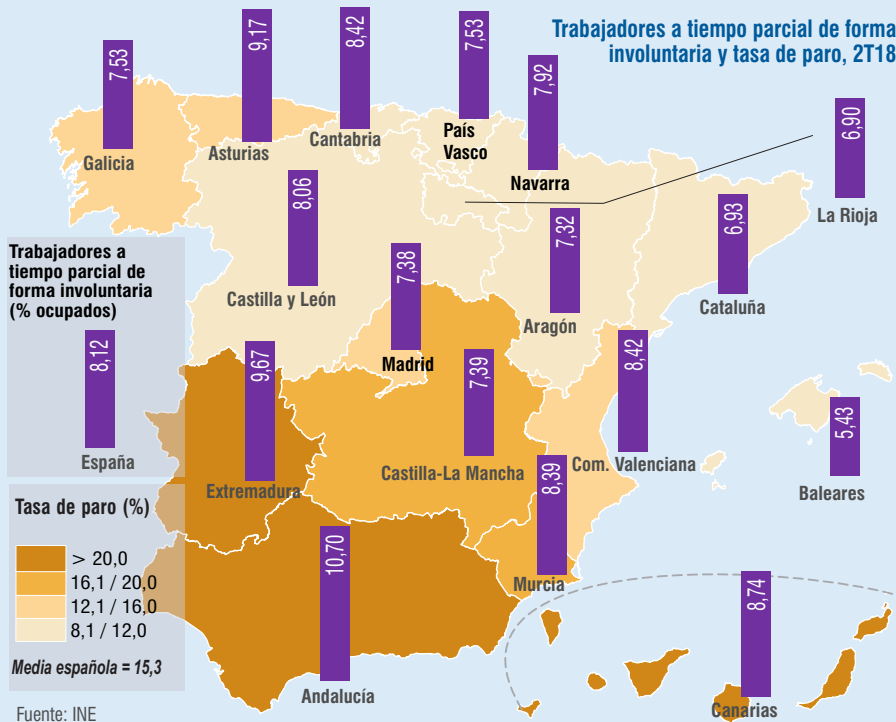 Trabajadores a tiempo parcial de forma
involuntaria y tasa de paro, 2T18
7,53
Galicia
9,17
Asturias
8,42
Cantabria
7,53
País
Vasco
7,92
Navarra
6,90
La Rioja
8,06
Castilla y León
7,32
Aragón
6,93
Cataluña
7,38
Madrid
Trabajadores a
tiempo parcial de
forma involuntaria
(% ocupados)
8,12
España
9,67
Extremadura
7,39
Castilla-La Mancha
8,42
Com. Valenciana
5,43
Baleares
8,39
Murcia
10,70
Andalucía
8,74
Canarias
Tasa de paro (%)
> 20,0
16,1 / 20,0
12,1 / 16,0
8,1 / 12,0
Media española = 15,3
Fuente: INE